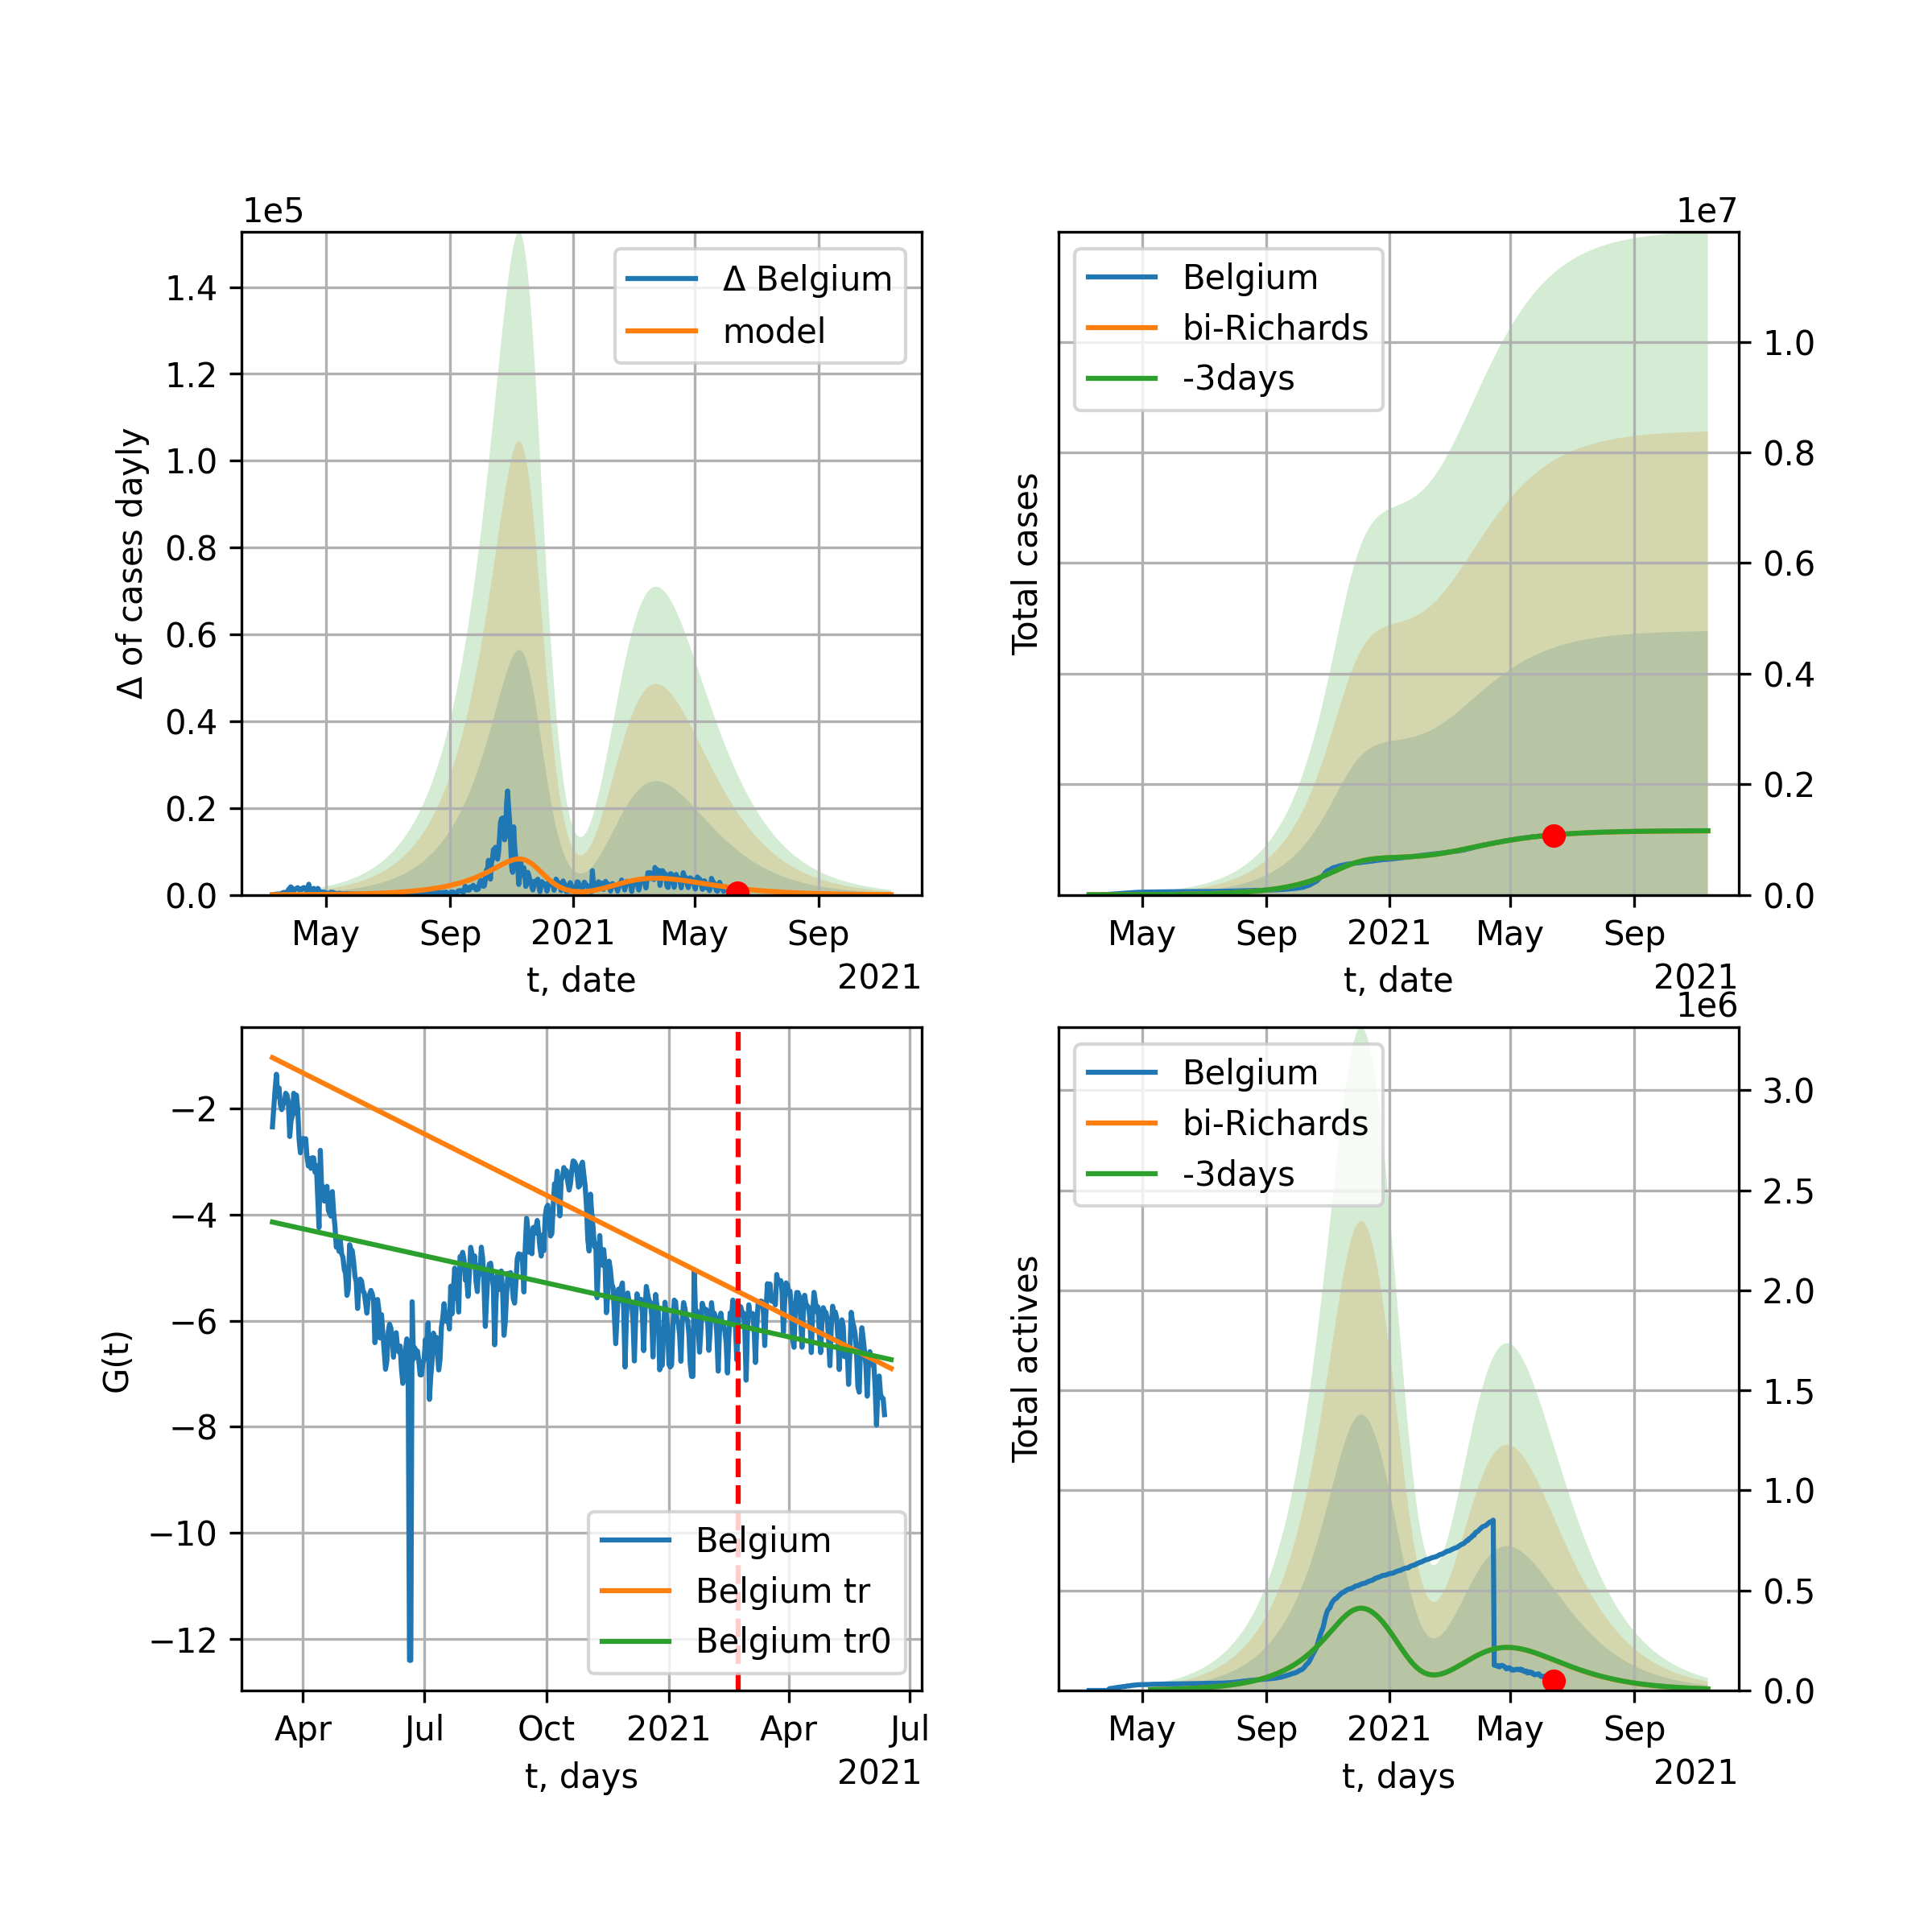 1e5
Δ of cases dayly
1.4
1.2
1.0
0.8
0.6
0.4
0.2
0.0
Δ Belgium
model
May
Sep
2021
May
Sep
t, date
2021
1e7
Total cases
Belgium
bi-Richards
-3days
1.0
0.8
0.6
0.4
0.2
0.0
May
Sep
2021
May
Sep
t, date
2021
G(t)
−2
−4
−6
−8
−10
−12
Belgium
Belgium tr
Belgium tr0
Apr
Jul
Oct
2021
Apr
Jul
t, days
2021
1e6
Total actives
Belgium
bi-Richards
-3days
3.0
2.5
2.0
1.5
1.0
0.5
0.0
May
Sep
2021
May
Sep
t, days
2021